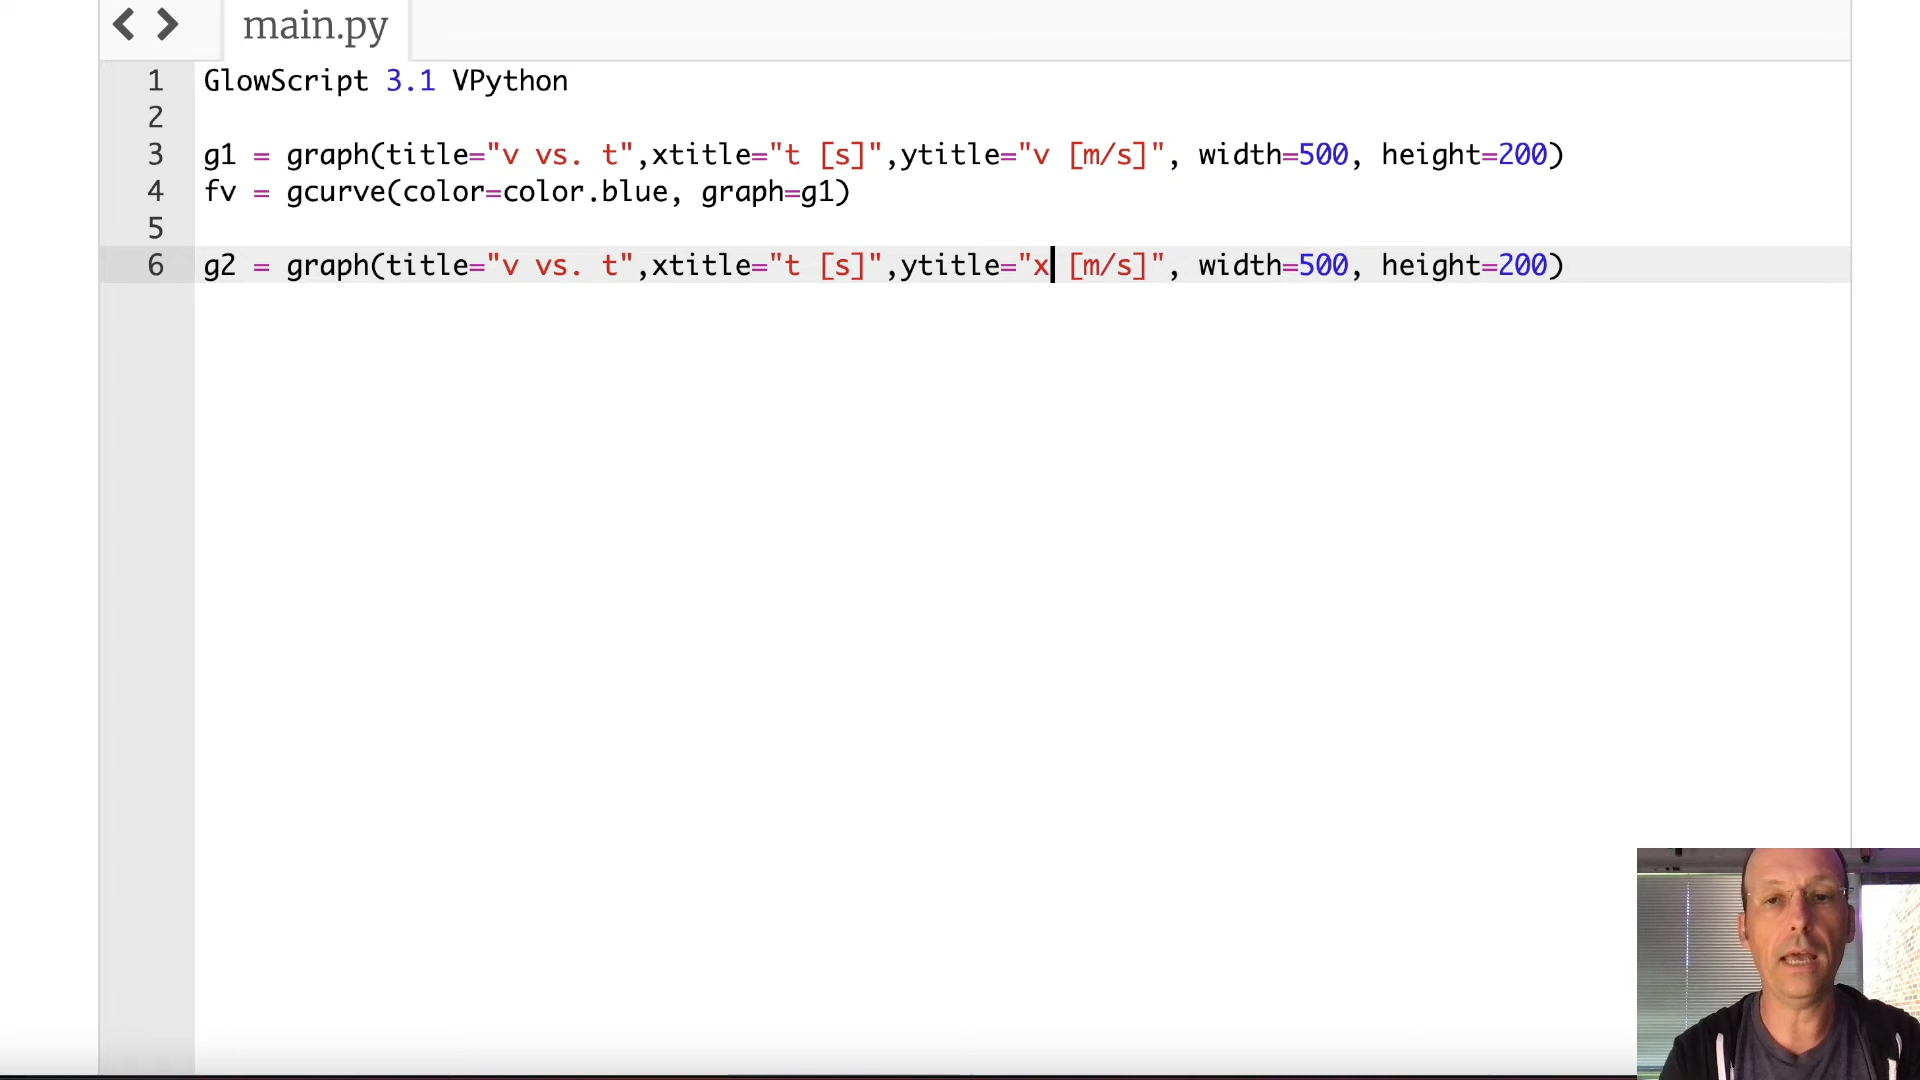 main.py
1 GlowScript 3.1 VPython
2
3 g1 = graph(title="v vs. t",xtitle="t [s]",ytitle="v [m/s]", width=500, height=200)
4 fv = gcurve(color=color.blue, graph=g1)
5
6 g2 = graph(title="v vs. t",xtitle="t [s]",ytitle="x [m/s]", width=500, height=200)